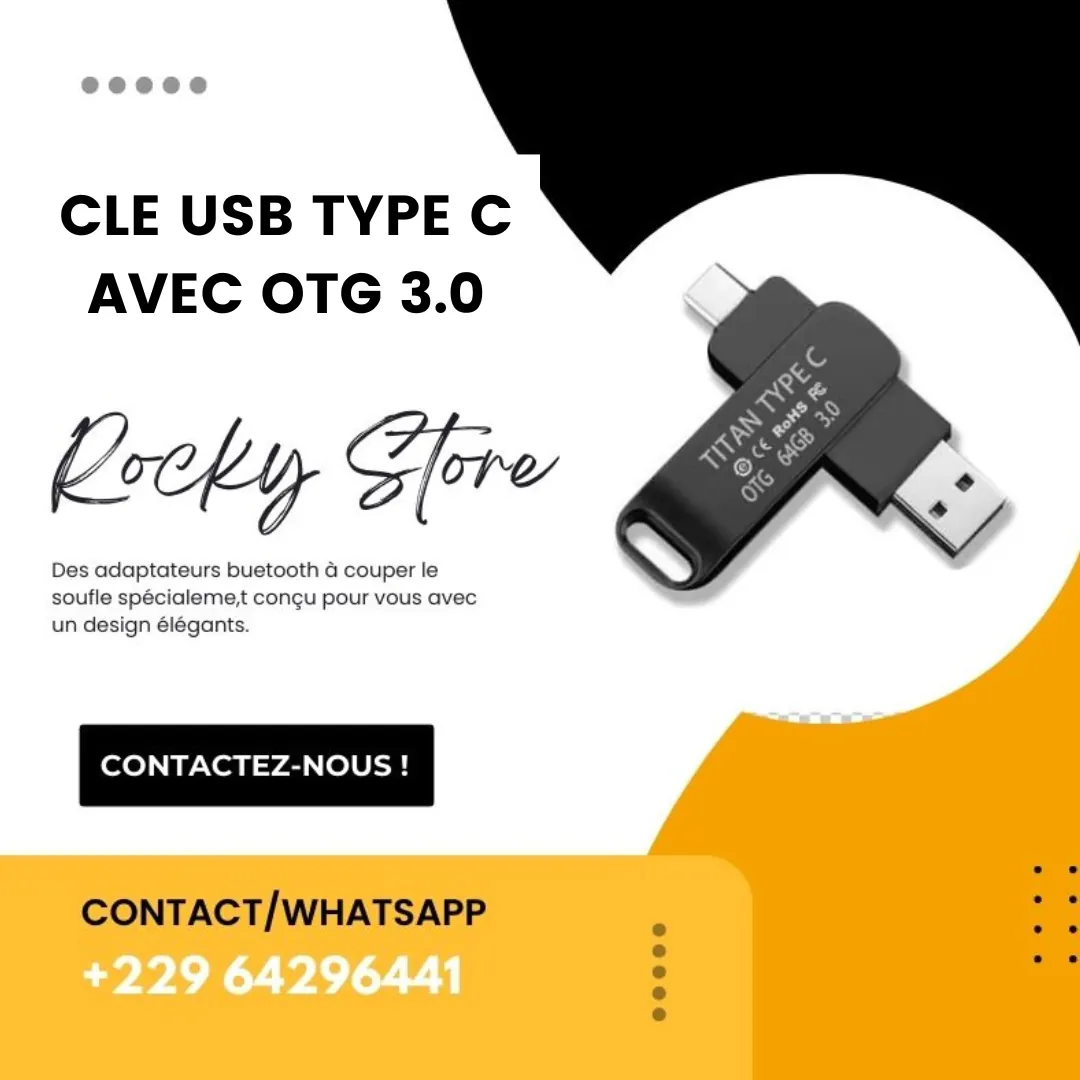 CLE USB TYPE C
AVEC OTG 3.0
Rocky Store
Des adaptateurs buetooth à couper le
soufle spécialeme,t conçu pour vous avec
un design élégants.
CONTACTEZ-NOUS !
CONTACT/WHATSAPP
+229 64296441
TITAN TYPE C
CE RoHS FC
OTG 64GB 3.0